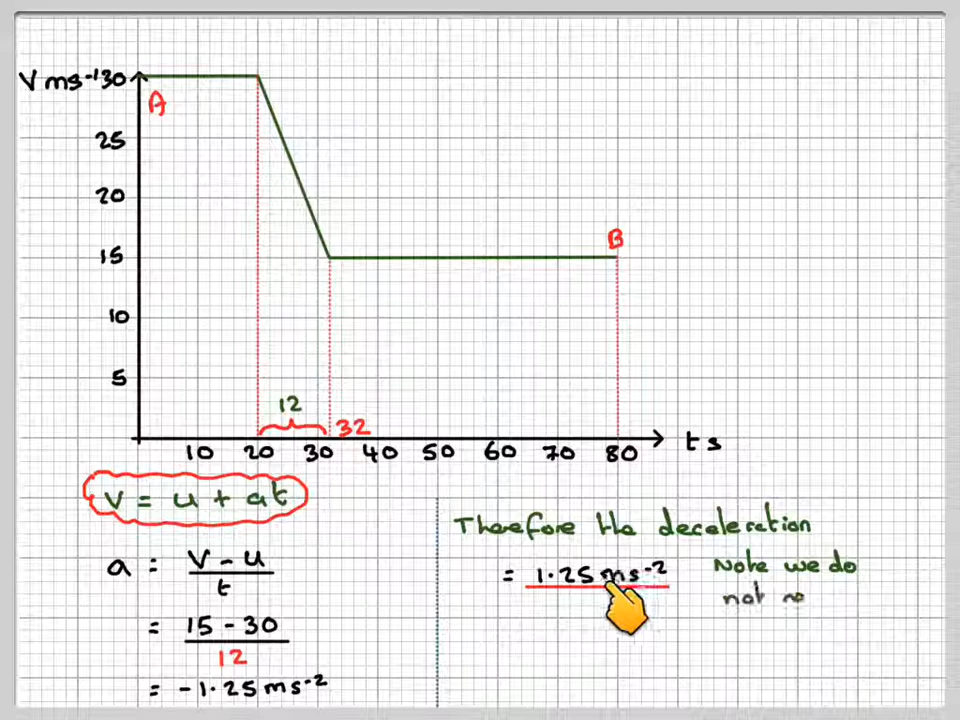 V ms⁻¹ 30
A
25
20
B
15
10
5
12
32
10 20 30 40 50 60 70 80 t s
v = u + at
a = v - u
t
= 15 - 30
12
= -1.25 ms⁻²
Therefore the deceleration
= 1.25 ms⁻²
Note we do
not